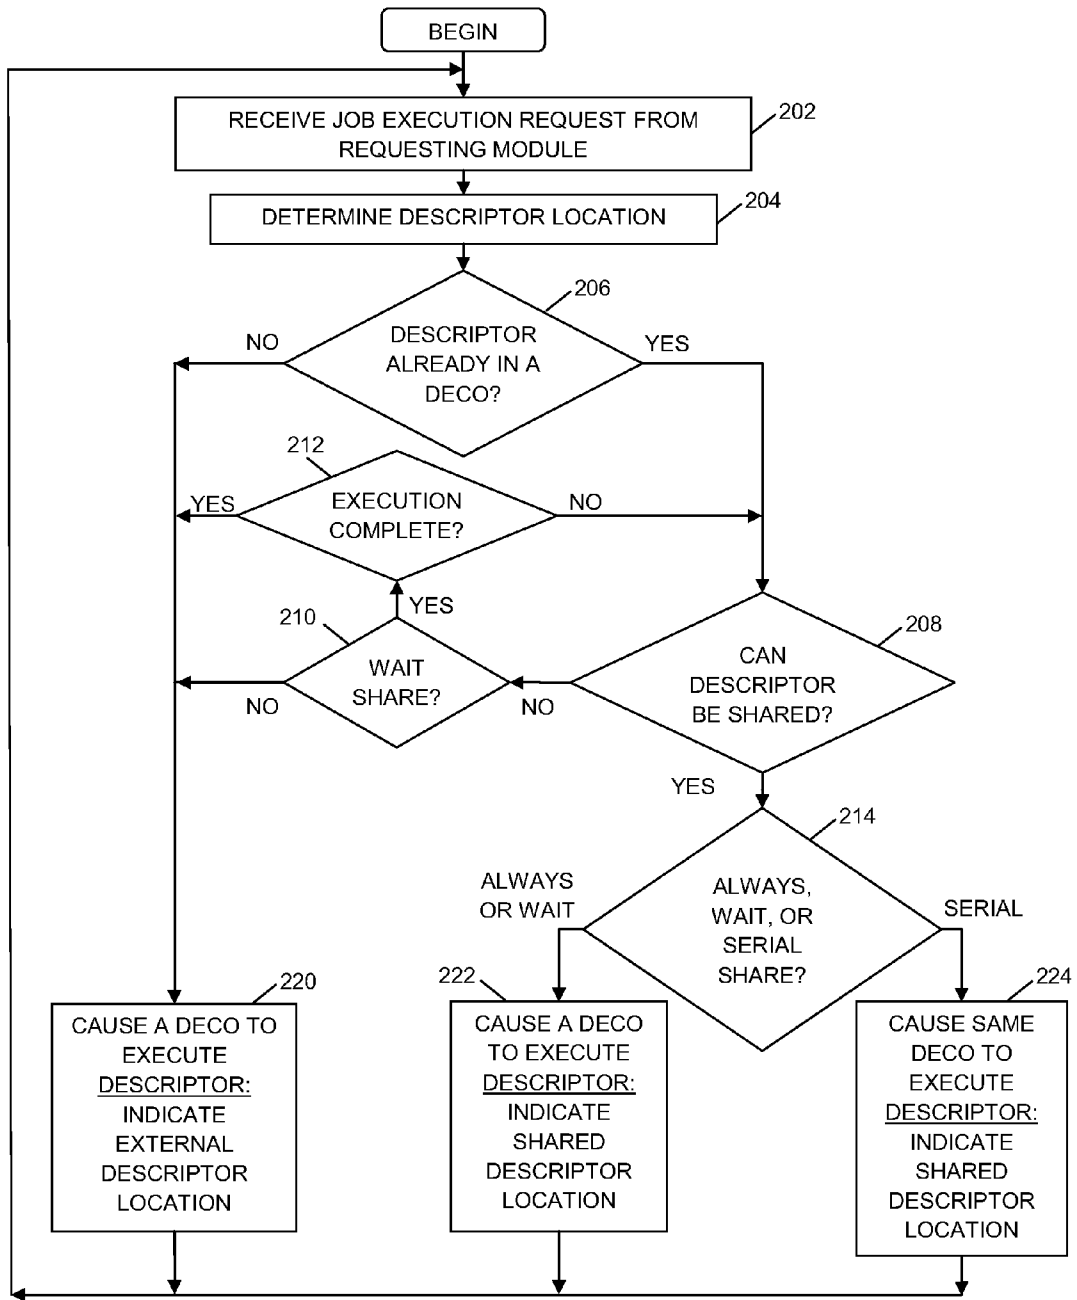 BEGIN
RECEIVE JOB EXECUTION REQUEST FROM
REQUESTING MODULE
202
DETERMINE DESCRIPTOR LOCATION
204
206
DESCRIPTOR
ALREADY IN A
DECO?
NO
YES
212
EXECUTION
COMPLETE?
YES
NO
YES
210
WAIT
SHARE?
NO
NO
208
CAN
DESCRIPTOR
BE SHARED?
YES
214
ALWAYS,
WAIT, OR
SERIAL
SHARE?
ALWAYS
OR WAIT
SERIAL
220
CAUSE A DECO TO
EXECUTE
DESCRIPTOR:
INDICATE
EXTERNAL
DESCRIPTOR
LOCATION
222
CAUSE A DECO
TO EXECUTE
DESCRIPTOR:
INDICATE
SHARED
DESCRIPTOR
LOCATION
224
CAUSE SAME
DECO TO
EXECUTE
DESCRIPTOR:
INDICATE
SHARED
DESCRIPTOR
LOCATION